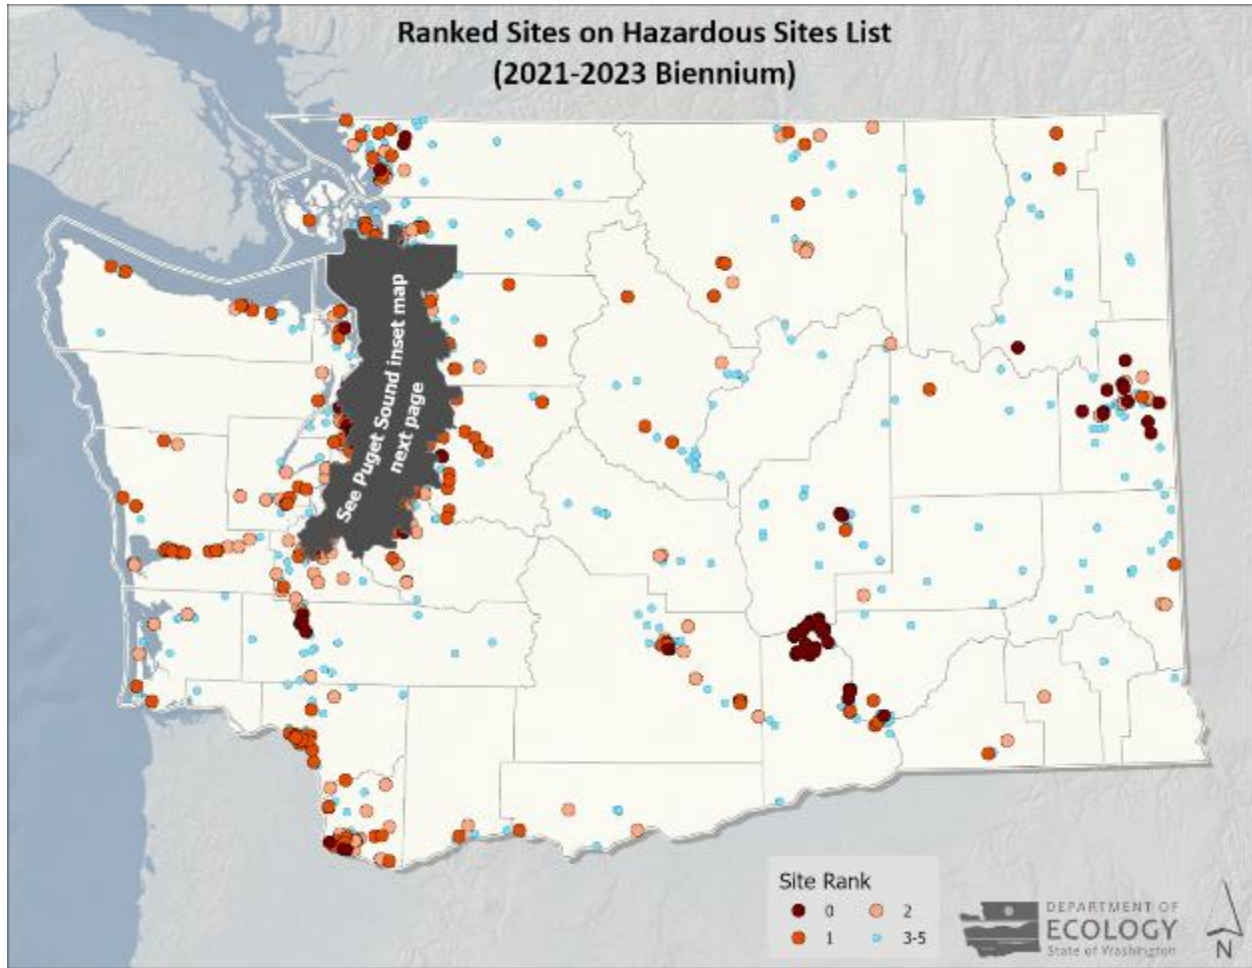 Ranked Sites on Hazardous Sites List
(2021-2023 Biennium)
See Puget Sound inset map
next page
Site Rank
0
2
1
3-5
DEPARTMENT OF
ECOLOGY
State of Washington
N